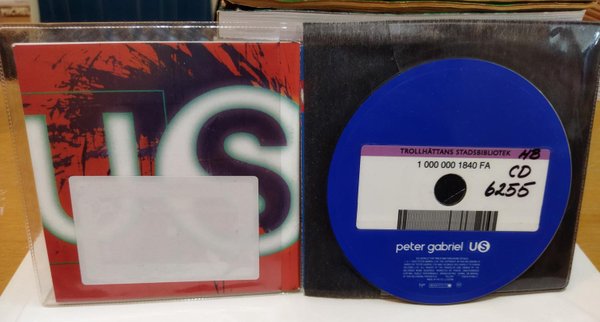 US
TROLLHÄTTANS STADSBIBLIOTEK
HB
1 000 000 1840 FA
CD
6255
peter gabriel US